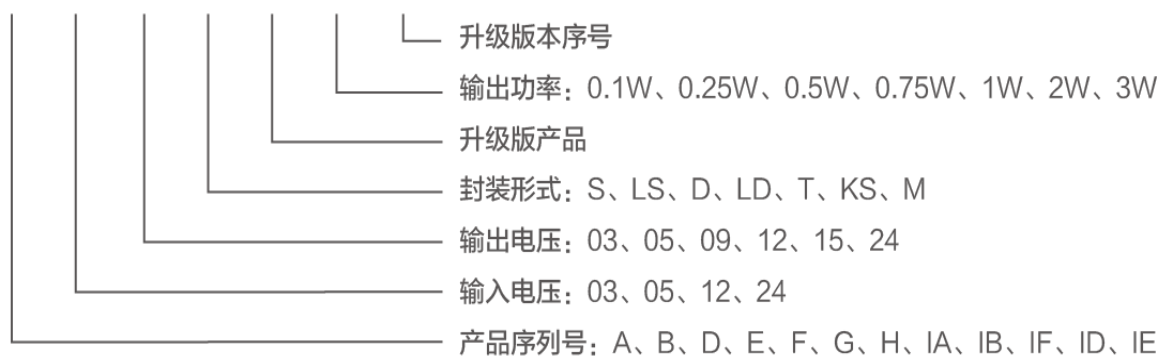 升级版本序号
输出功率：0.1W、0.25W、0.5W、0.75W、1W、2W、3W
升级版产品
封装形式：S、LS、D、LD、T、KS、M
输出电压：03、05、09、12、15、24
输入电压：03、05、12、24
产品序列号：A、B、D、E、F、G、H、IA、IB、IF、ID、IE